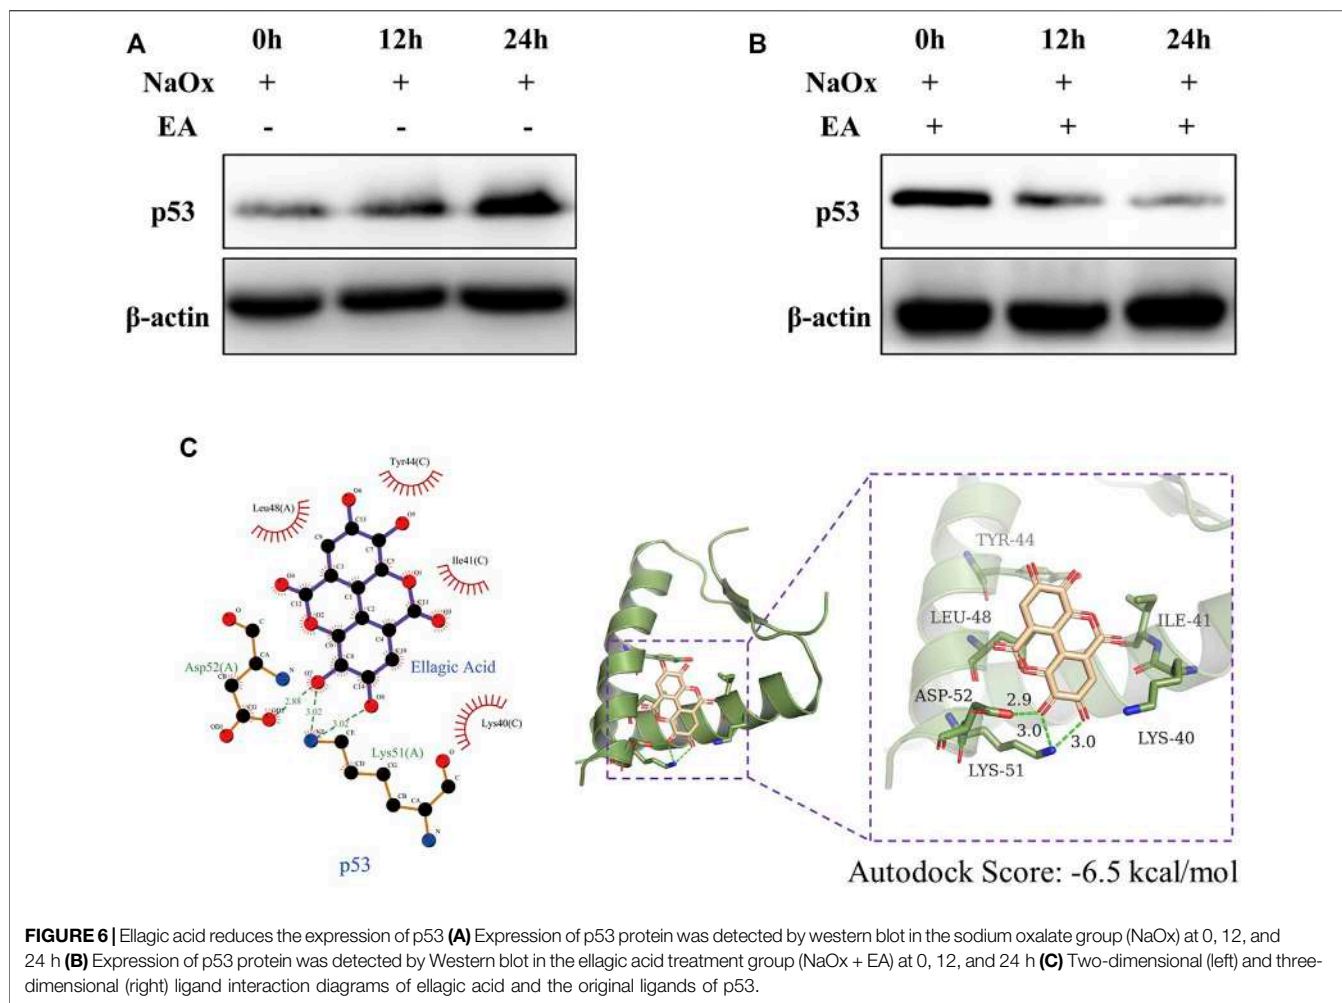 A
0h 12h 24h
NaOx + + +
EA - - -
p53
β-actin
B
0h 12h 24h
NaOx + + +
EA + + +
p53
β-actin
C
Tyr44(C)
Leu48(A)
Ile41(C)
Asp52(A)
Ellagic Acid
Lys40(C)
Lys51(A)
2.88
3.02
3.02
p53
TYR-44
LEU-48
ILE-41
ASP-52
2.9
3.0
3.0
LYS-40
LYS-51
Autodock Score: -6.5 kcal/mol
FIGURE 6 | Ellagic acid reduces the expression of p53 (A) Expression of p53 protein was detected by western blot in the sodium oxalate group (NaOx) at 0, 12, and
24 h (B) Expression of p53 protein was detected by Western blot in the ellagic acid treatment group (NaOx + EA) at 0, 12, and 24 h (C) Two-dimensional (left) and three-
dimensional (right) ligand interaction diagrams of ellagic acid and the original ligands of p53.